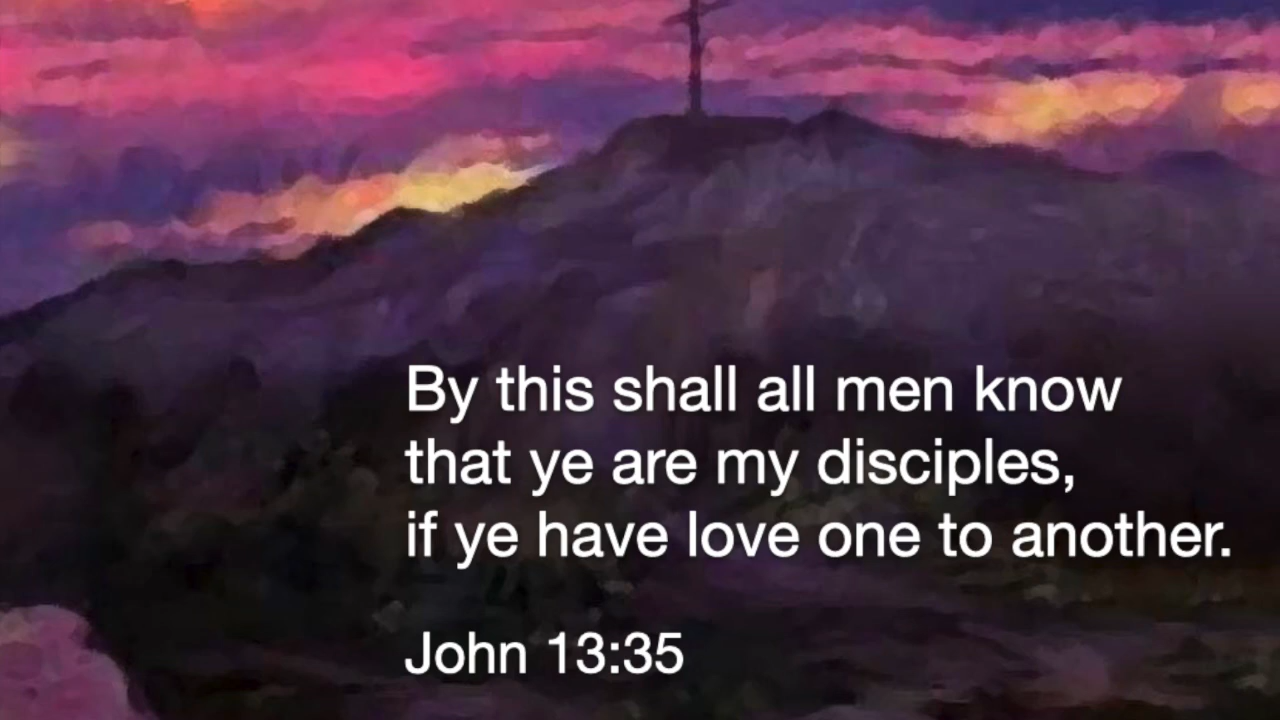 By this shall all men know
that ye are my disciples,
if ye have love one to another.
John 13:35